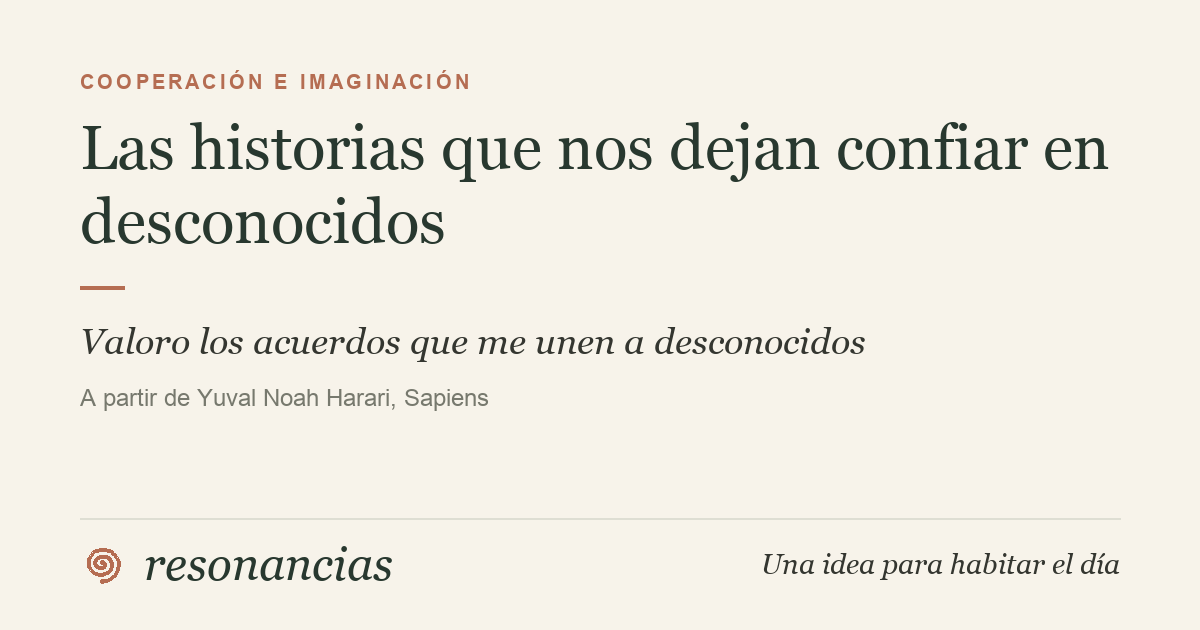 COOPERACIÓN E IMAGINACIÓN
Las historias que nos dejan confiar en
desconocidos
Valoro los acuerdos que me unen a desconocidos
A partir de Yuval Noah Harari, Sapiens
resonancias
Una idea para habitar el día